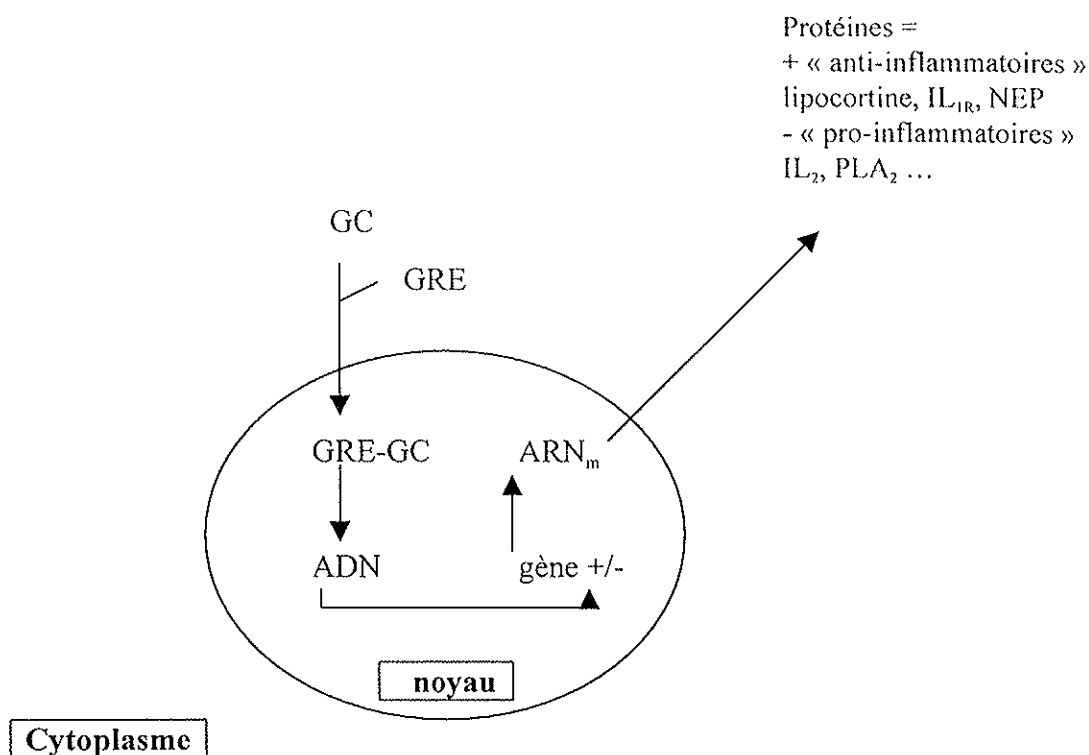 Protéines =
+ « anti-inflammatoires »
lipocortine, IL1R, NEP
- « pro-inflammatoires »
IL2, PLA2 ...
GC
GRE
GRE-GC
ARNm
ADN
gène +/-
noyau
Cytoplasme